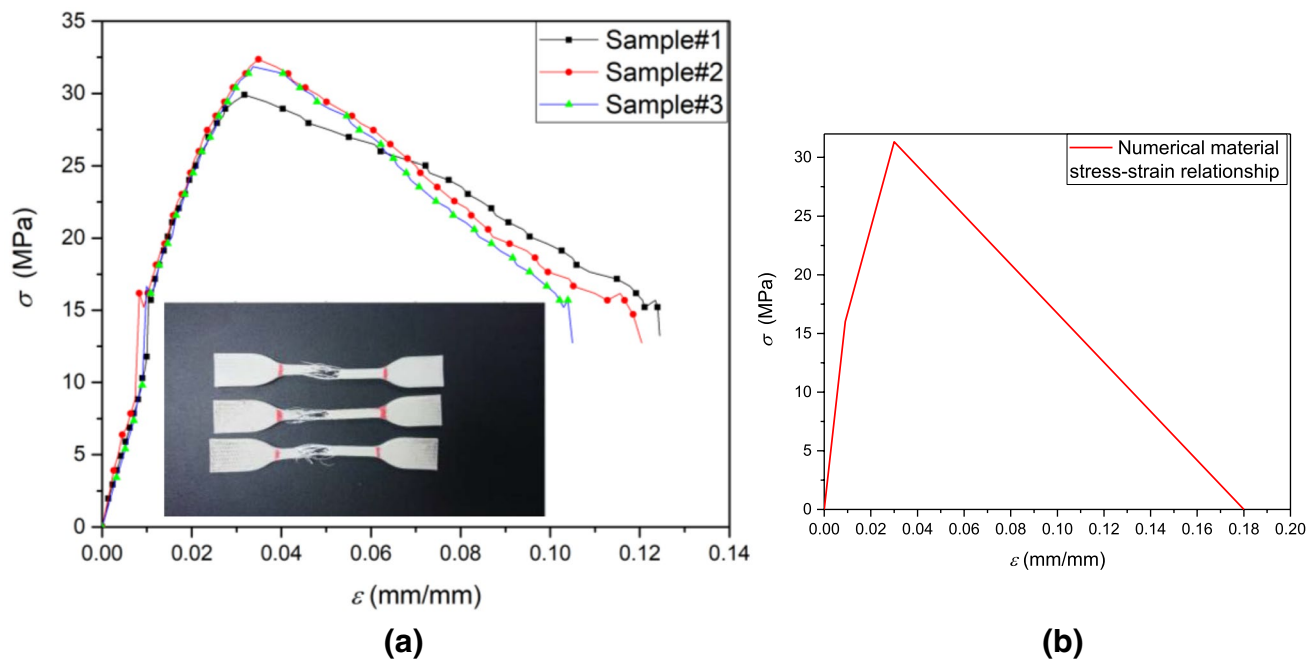 35
30
25
20
15
10
5
0
σ (MPa)
Sample#1
Sample#2
Sample#3
0.00 0.02 0.04 0.06 0.08 0.10 0.12 0.14
ε (mm/mm)
(a)
30
25
20
15
10
5
0
σ (MPa)
Numerical material
stress-strain relationship
0.00 0.02 0.04 0.06 0.08 0.10 0.12 0.14 0.16 0.18 0.20
ε (mm/mm)
(b)